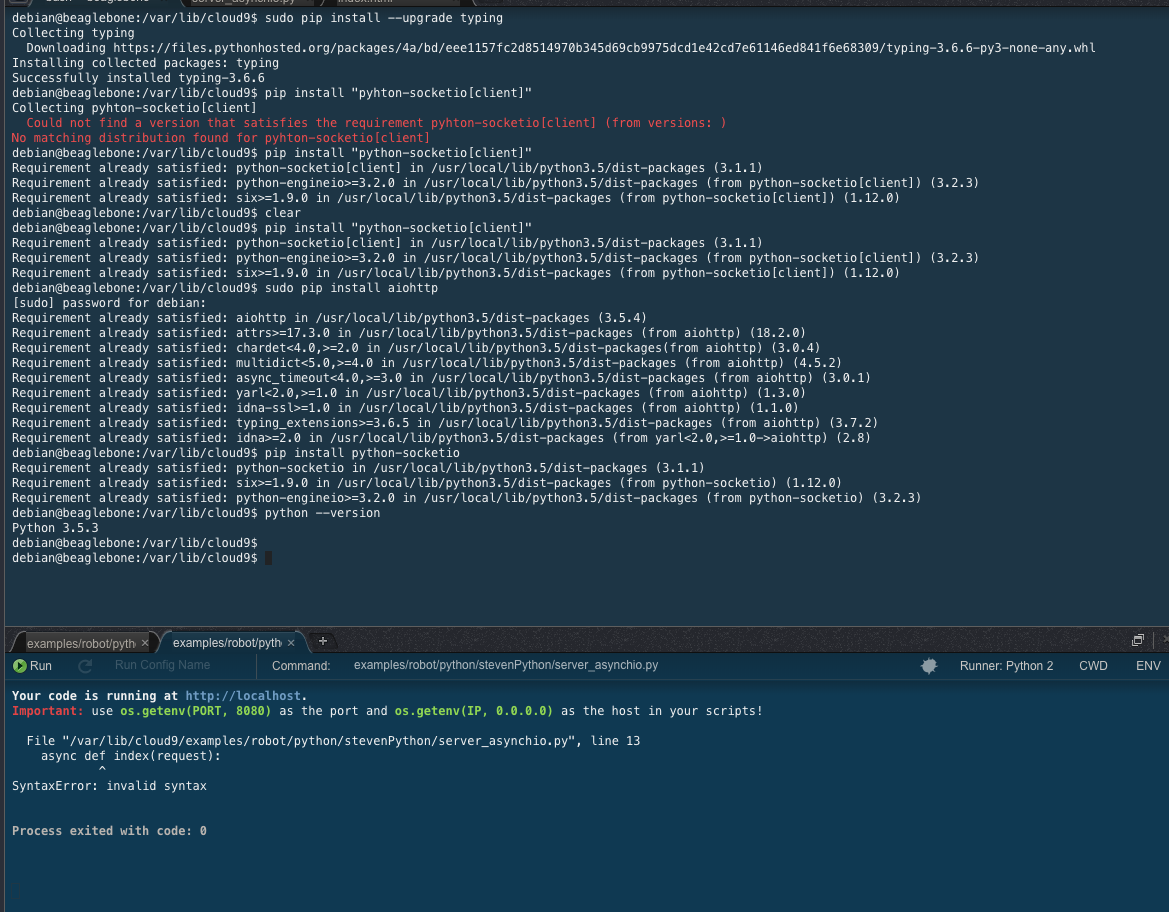 debian@beaglebone:/var/lib/cloud9$ sudo pip install --upgrade typing
Collecting typing
  Downloading https://files.pythonhosted.org/packages/4a/bd/eee1157fc2d8514970b345d69cb9975dcd1e42cd7e61146ed841f6e68309/typing-3.6.6-py3-none-any.whl
Installing collected packages: typing
Successfully installed typing-3.6.6
debian@beaglebone:/var/lib/cloud9$ pip install "pyhton-socketio[client]"
Collecting pyhton-socketio[client]
  Could not find a version that satisfies the requirement pyhton-socketio[client] (from versions: )
No matching distribution found for pyhton-socketio[client]
debian@beaglebone:/var/lib/cloud9$ pip install "python-socketio[client]"
Requirement already satisfied: python-socketio[client] in /usr/local/lib/python3.5/dist-packages (3.1.1)
Requirement already satisfied: python-engineio>=3.2.0 in /usr/local/lib/python3.5/dist-packages (from python-socketio[client]) (3.2.3)
Requirement already satisfied: six>=1.9.0 in /usr/local/lib/python3.5/dist-packages (from python-socketio[client]) (1.12.0)
debian@beaglebone:/var/lib/cloud9$ clear
debian@beaglebone:/var/lib/cloud9$ pip install "python-socketio[client]"
Requirement already satisfied: python-socketio[client] in /usr/local/lib/python3.5/dist-packages (3.1.1)
Requirement already satisfied: python-engineio>=3.2.0 in /usr/local/lib/python3.5/dist-packages (from python-socketio[client]) (3.2.3)
Requirement already satisfied: six>=1.9.0 in /usr/local/lib/python3.5/dist-packages (from python-socketio[client]) (1.12.0)
debian@beaglebone:/var/lib/cloud9$ sudo pip install aiohttp
[sudo] password for debian:
Requirement already satisfied: aiohttp in /usr/local/lib/python3.5/dist-packages (3.5.4)
Requirement already satisfied: attrs>=17.3.0 in /usr/local/lib/python3.5/dist-packages (from aiohttp) (18.2.0)
Requirement already satisfied: chardet<4.0,>=2.0 in /usr/local/lib/python3.5/dist-packages(from aiohttp) (3.0.4)
Requirement already satisfied: multidict<5.0,>=4.0 in /usr/local/lib/python3.5/dist-packages (from aiohttp) (4.5.2)
Requirement already satisfied: async_timeout<4.0,>=3.0 in /usr/local/lib/python3.5/dist-packages (from aiohttp) (3.0.1)
Requirement already satisfied: yarl<2.0,>=1.0 in /usr/local/lib/python3.5/dist-packages (from aiohttp) (1.3.0)
Requirement already satisfied: idna-ssl>=1.0 in /usr/local/lib/python3.5/dist-packages (from aiohttp) (1.1.0)
Requirement already satisfied: typing_extensions>=3.6.5 in /usr/local/lib/python3.5/dist-packages (from aiohttp) (3.7.2)
Requirement already satisfied: idna>=2.0 in /usr/local/lib/python3.5/dist-packages (from yarl<2.0,>=1.0->aiohttp) (2.8)
debian@beaglebone:/var/lib/cloud9$ pip install python-socketio
Requirement already satisfied: python-socketio in /usr/local/lib/python3.5/dist-packages (3.1.1)
Requirement already satisfied: six>=1.9.0 in /usr/local/lib/python3.5/dist-packages (from python-socketio) (1.12.0)
Requirement already satisfied: python-engineio>=3.2.0 in /usr/local/lib/python3.5/dist-packages (from python-socketio) (3.2.3)
debian@beaglebone:/var/lib/cloud9$ python --version
Python 3.5.3
debian@beaglebone:/var/lib/cloud9$
debian@beaglebone:/var/lib/cloud9$
examples/robot/pyth × examples/robot/pyth × +
Run Run Config Name Command: examples/robot/python/stevenPython/server_asynchio.py Runner: Python 2 CWD ENV
Your code is running at http://localhost.
Important: use os.getenv(PORT, 8080) as the port and os.getenv(IP, 0.0.0.0) as the host in your scripts!
  File "/var/lib/cloud9/examples/robot/python/stevenPython/server_asynchio.py", line 13
    async def index(request):
            ^
SyntaxError: invalid syntax
Process exited with code: 0